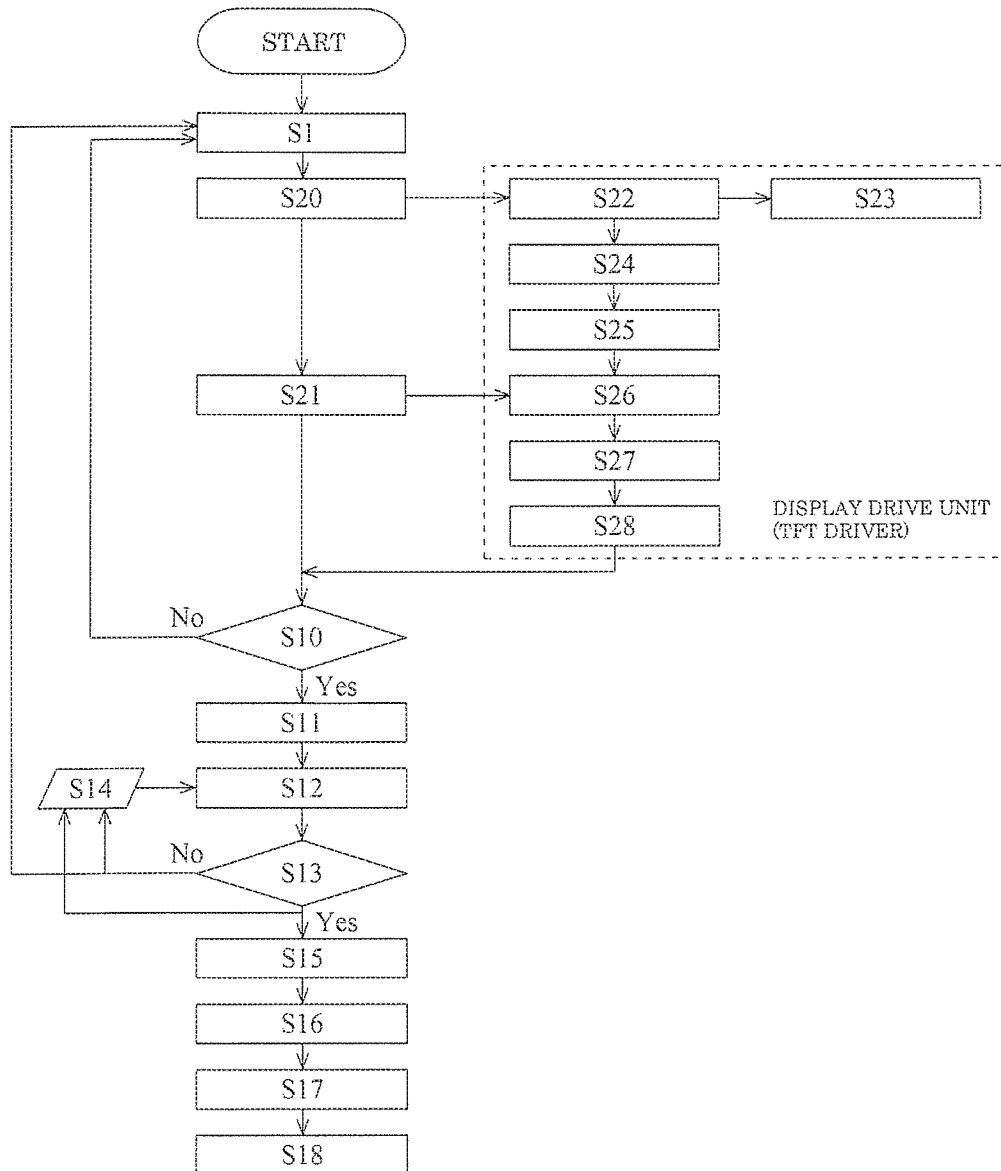 START
S1
S20
S22
S23
S24
S25
S21
S26
S27
S28
DISPLAY DRIVE UNIT
(TFT DRIVER)
No
S10
Yes
S11
S14
S12
No
S13
Yes
S15
S16
S17
S18